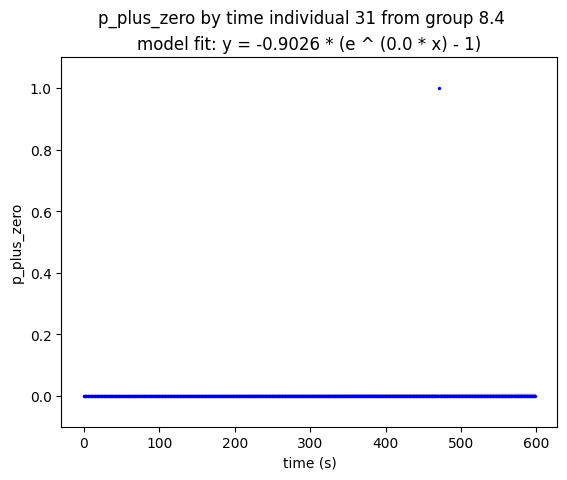 p_plus_zero by time individual 31 from group 8.4
model fit: y = -0.9026 * (e ^ (0.0 * x) - 1)
1.0
0.8
0.6
0.4
0.2
0.0
p_plus_zero
0 100 200 300 400 500 600
time (s)